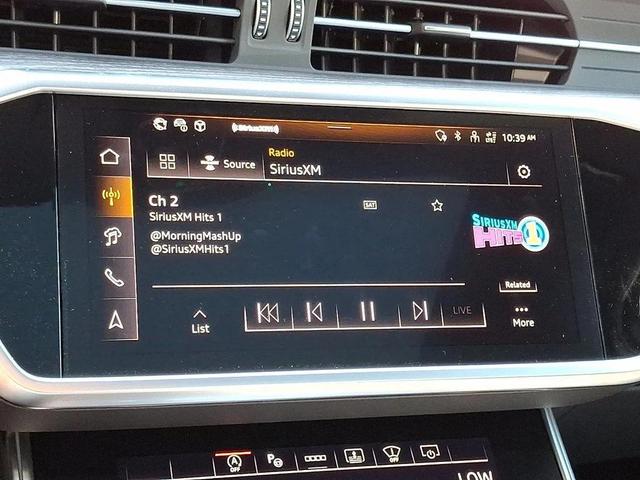 ((SiriusXM))
10:39 AM
Source
Radio
SiriusXM
Ch 2
SAT
SiriusXM Hits 1
@MorningMashUp
@SiriusXMHits1
SIRIUSXM
HITS 1
Related
List
LIVE
More
OFF
P
OFF
LOW